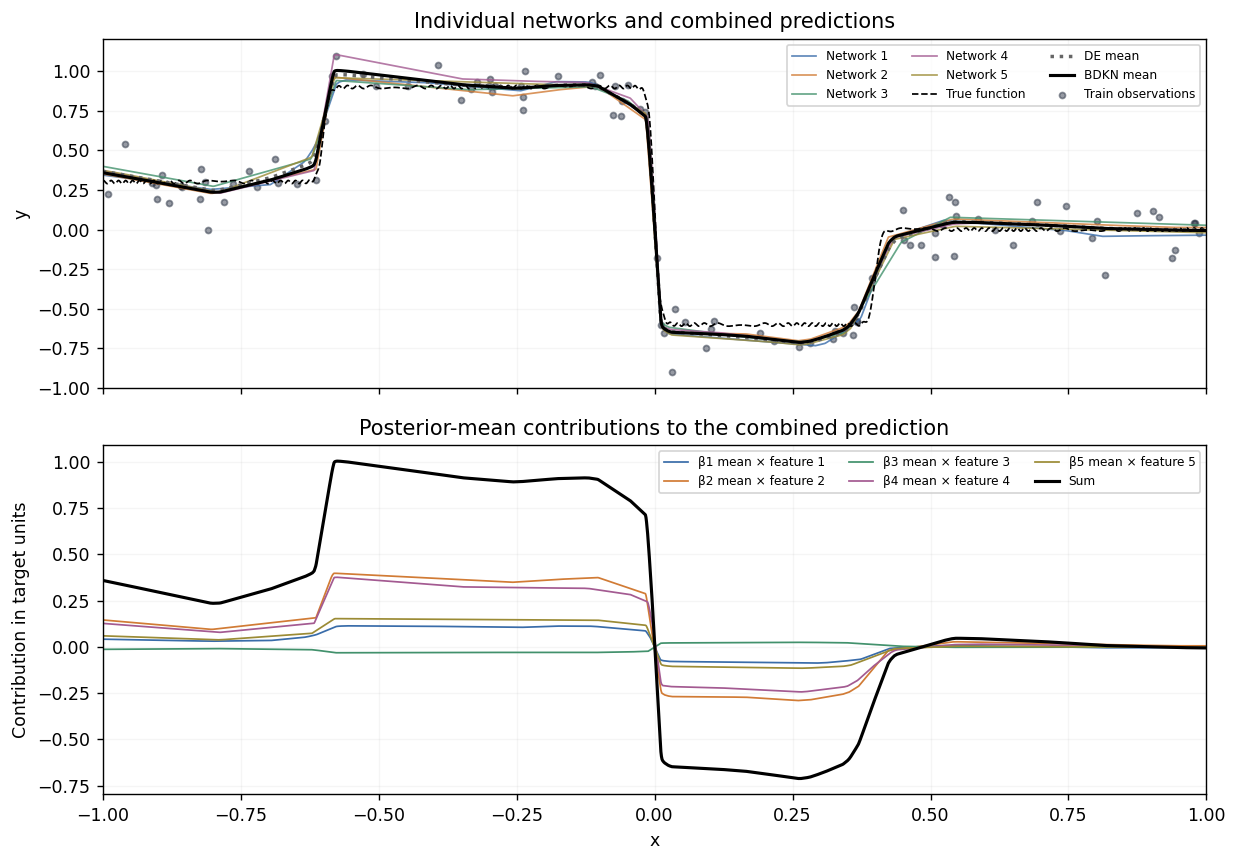 Individual networks and combined predictions
1.00
0.75
0.50
0.25
0.00
−0.25
−0.50
−0.75
−1.00
y
Network 1
Network 2
Network 3
Network 4
Network 5
True function
DE mean
BDKN mean
Train observations
Posterior-mean contributions to the combined prediction
1.00
0.75
0.50
0.25
0.00
−0.25
−0.50
−0.75
Contribution in target units
β1 mean × feature 1
β2 mean × feature 2
β3 mean × feature 3
β4 mean × feature 4
β5 mean × feature 5
Sum
−1.00 −0.75 −0.50 −0.25 0.00 0.25 0.50 0.75 1.00
x